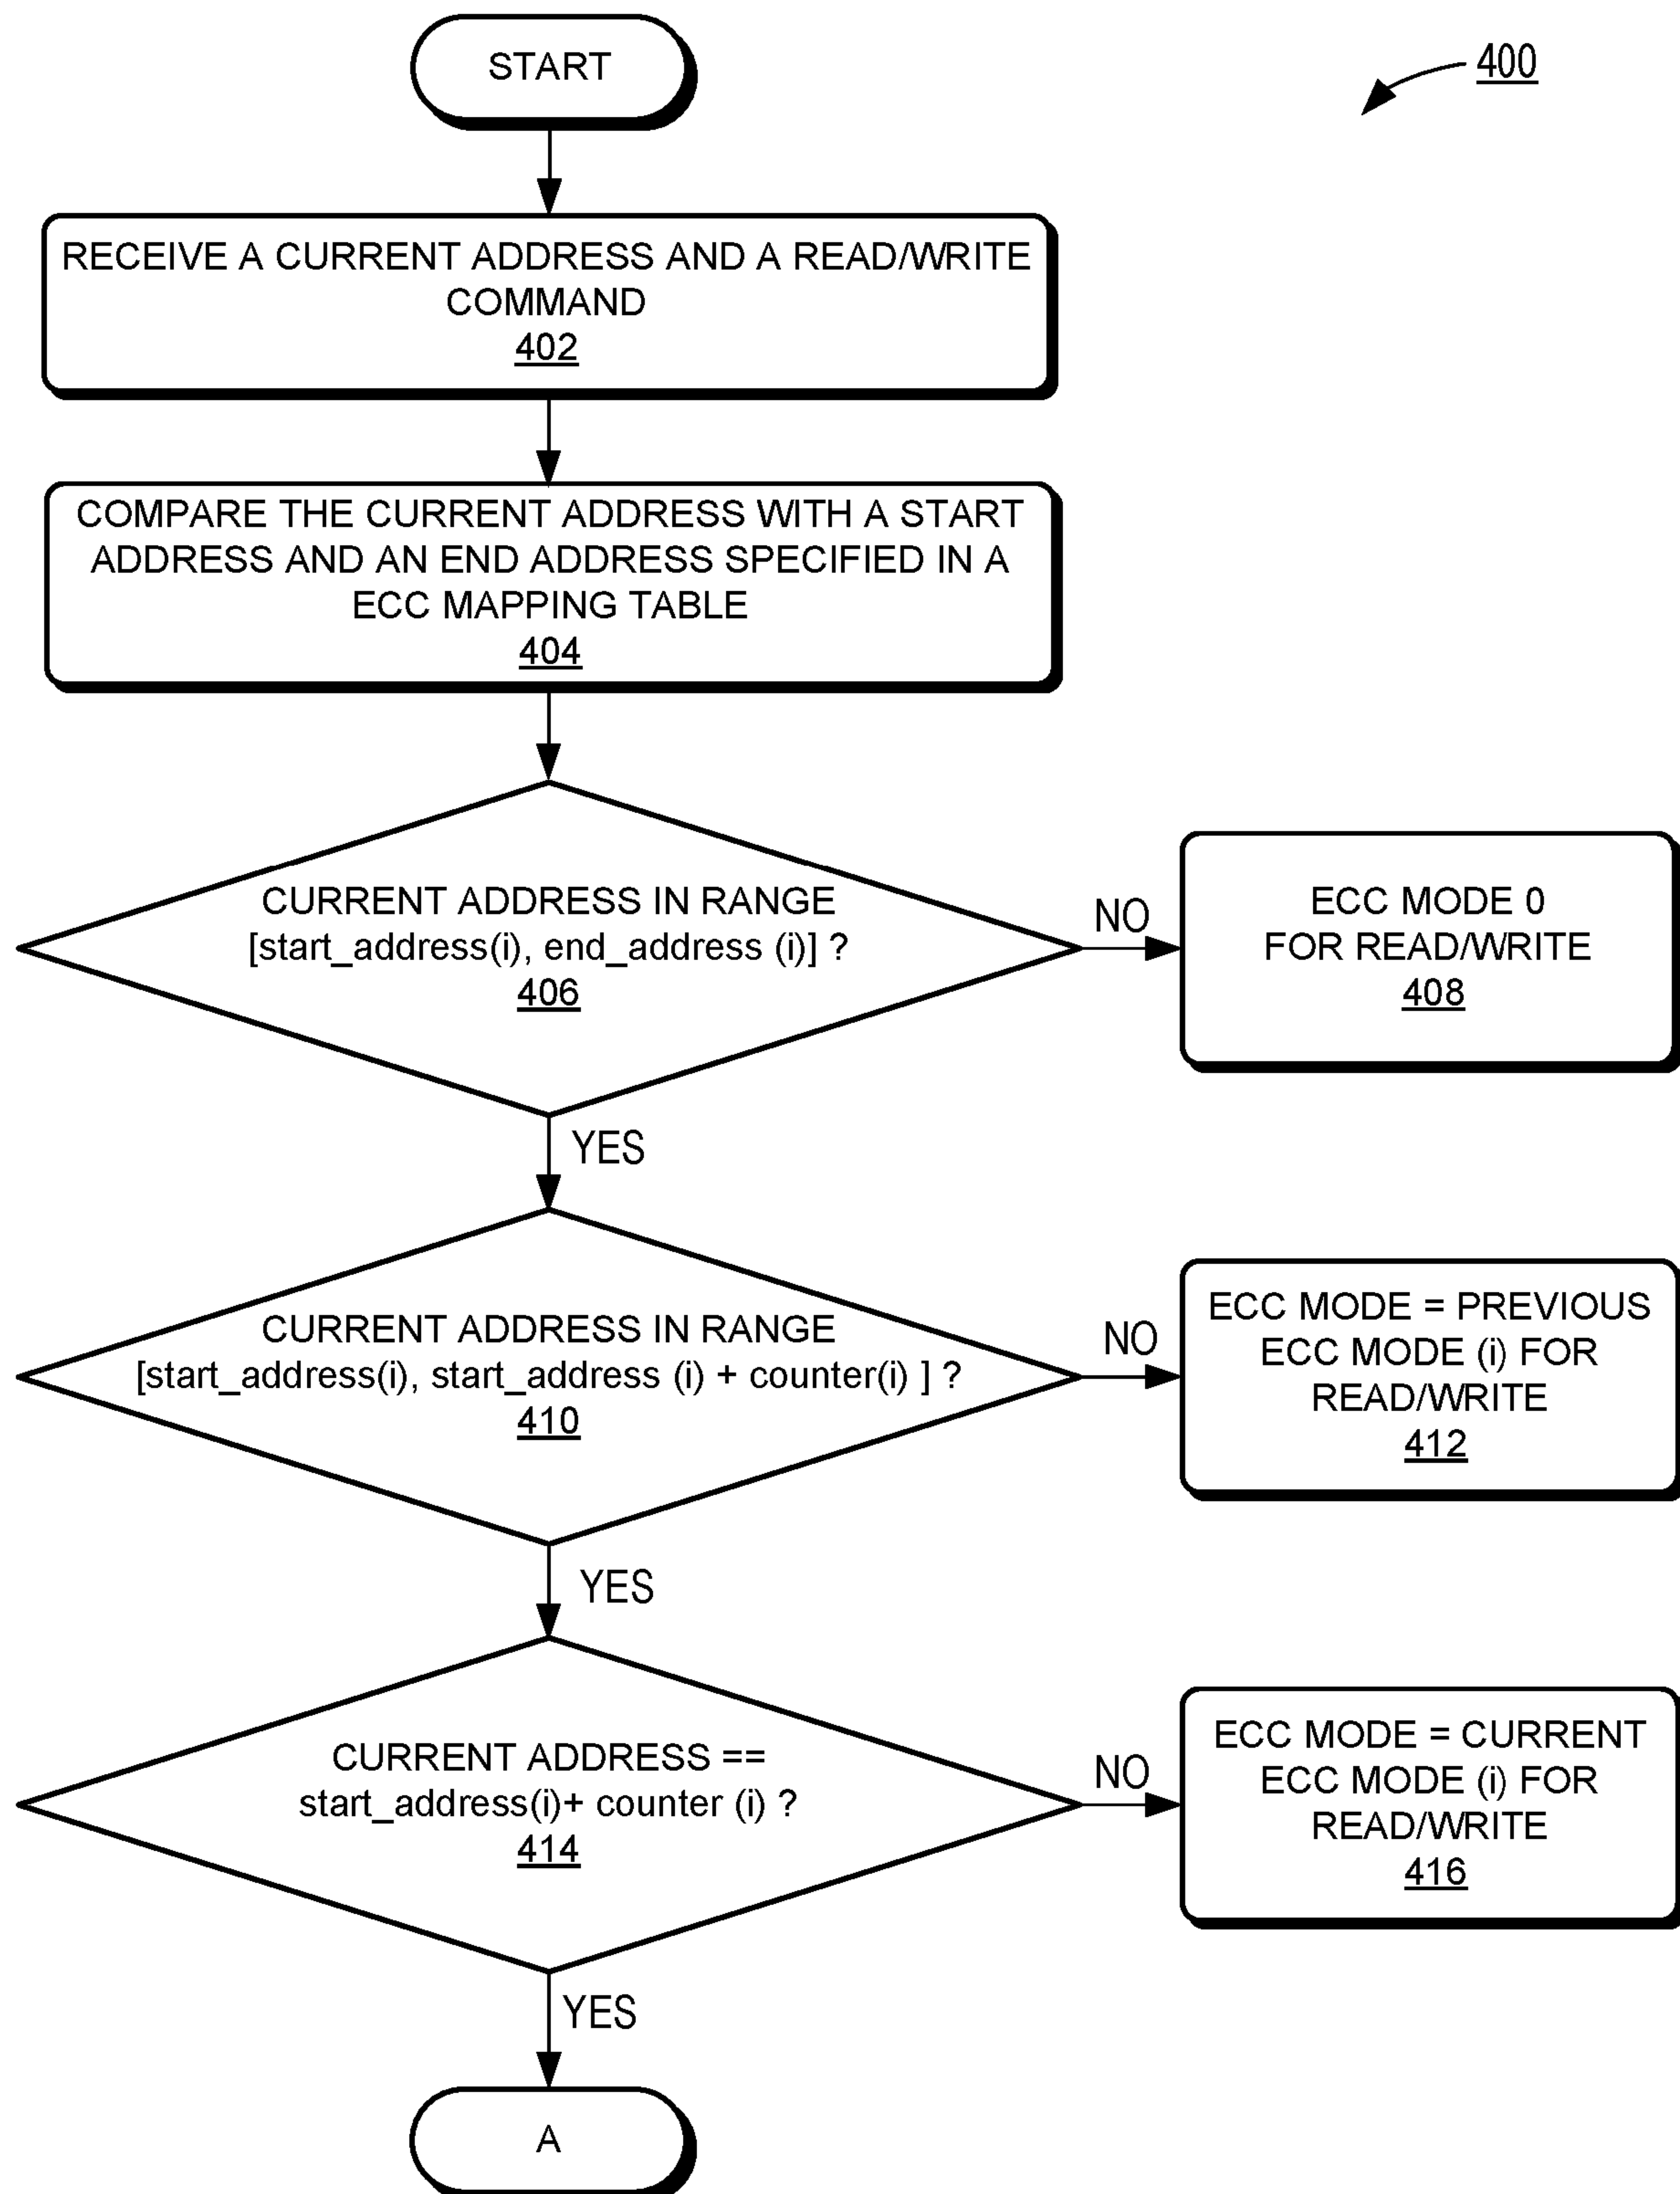 START
400
RECEIVE A CURRENT ADDRESS AND A READ/WRITE
COMMAND
402
COMPARE THE CURRENT ADDRESS WITH A START
ADDRESS AND AN END ADDRESS SPECIFIED IN A
ECC MAPPING TABLE
404
CURRENT ADDRESS IN RANGE
[start_address(i), end_address (i)] ?
406
NO
ECC MODE 0
FOR READ/WRITE
408
YES
CURRENT ADDRESS IN RANGE
[start_address(i), start_address (i) + counter(i) ] ?
410
NO
ECC MODE = PREVIOUS
ECC MODE (i) FOR
READ/WRITE
412
YES
CURRENT ADDRESS ==
start_address(i)+ counter (i) ?
414
NO
ECC MODE = CURRENT
ECC MODE (i) FOR
READ/WRITE
416
YES
A